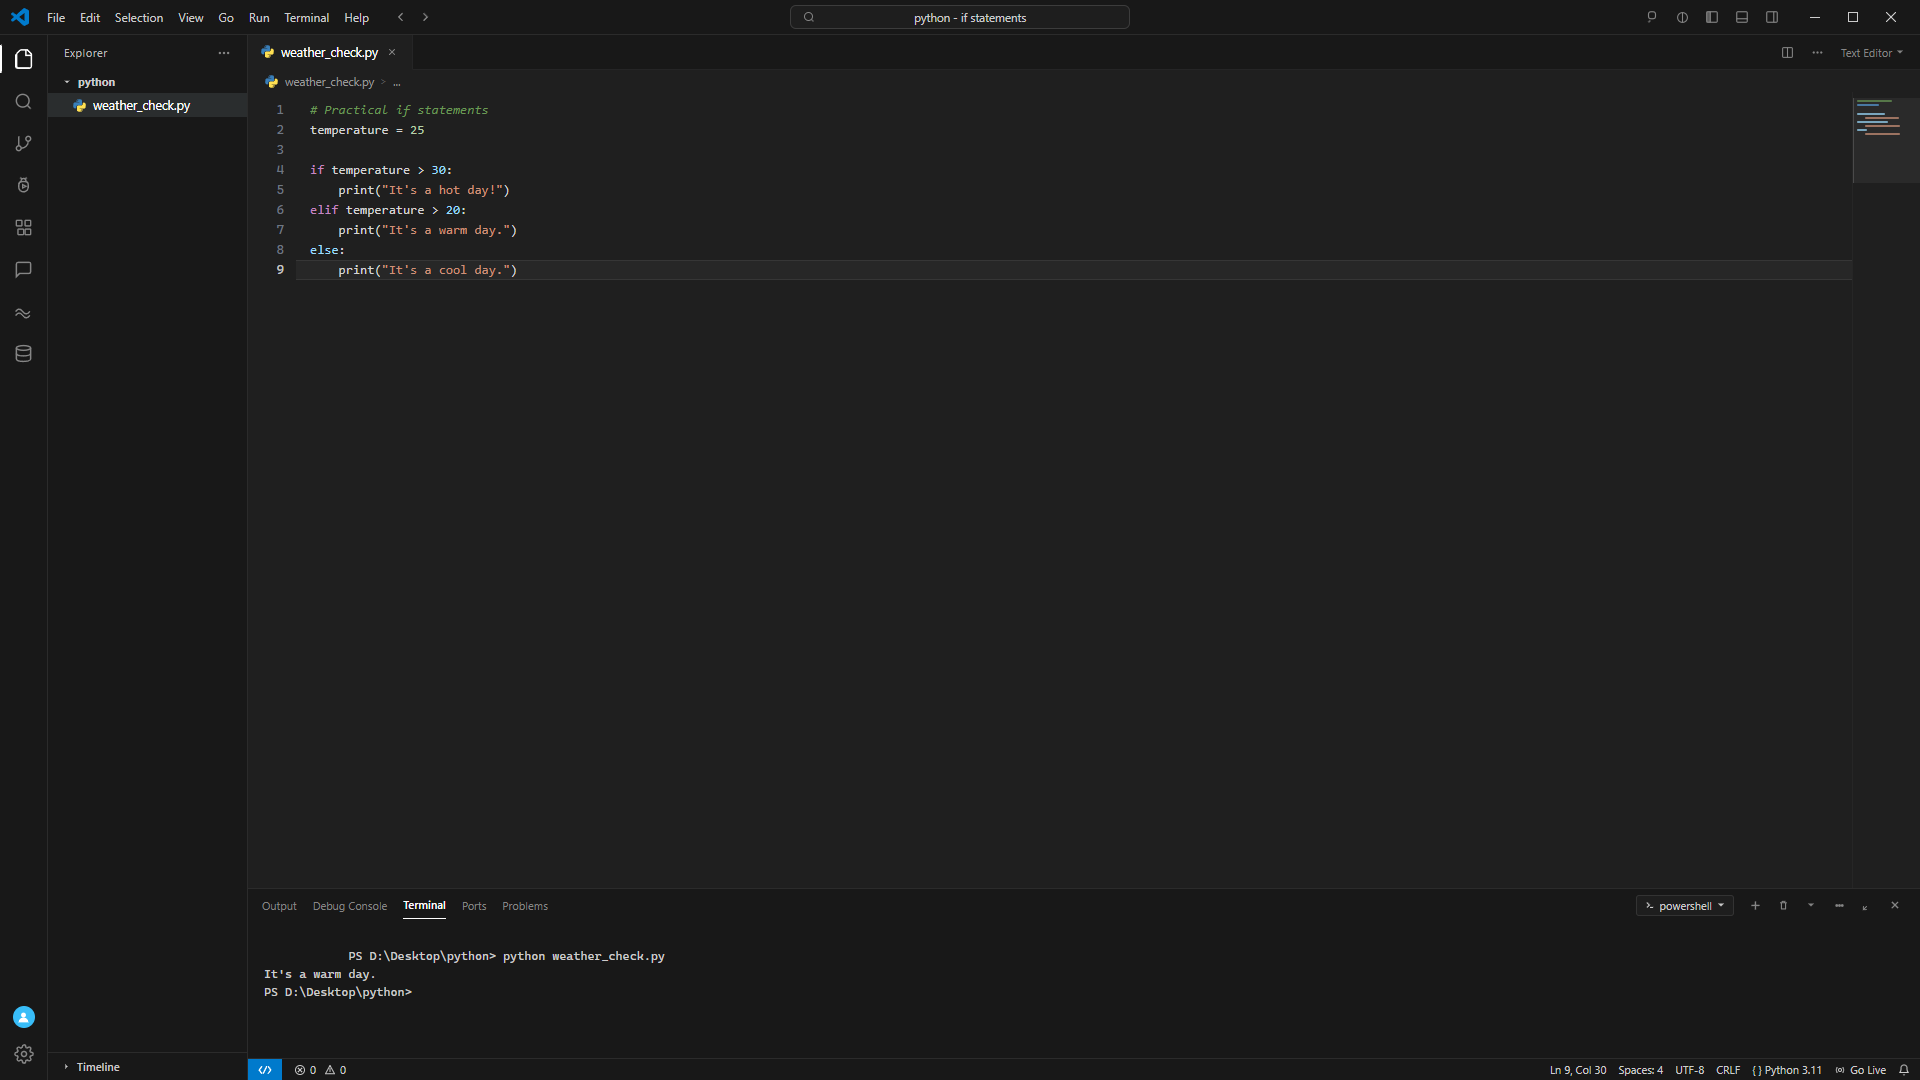 File Edit Selection View Go Run Terminal Help
python - if statements
Explorer
python
weather_check.py
Timeline
weather_check.py
Text Editor
weather_check.py > ...
1 # Practical if statements
2 temperature = 25
3
4 if temperature > 30:
5     print("It's a hot day!")
6 elif temperature > 20:
7     print("It's a warm day.")
8 else:
9     print("It's a cool day.")
Output Debug Console Terminal Ports Problems
powershell
PS D:\Desktop\python> python weather_check.py
It's a warm day.
PS D:\Desktop\python>
0 0
Ln 9, Col 30 Spaces: 4 UTF-8 CRLF {} Python 3.11 Go Live